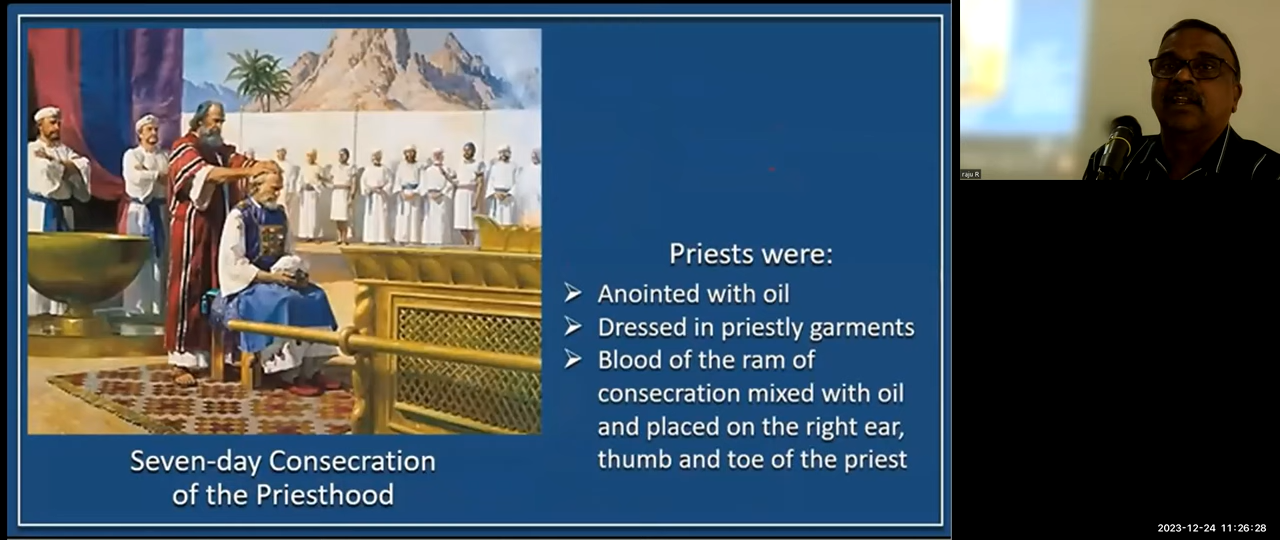 Priests were:
➢ Anointed with oil
➢ Dressed in priestly garments
➢ Blood of the ram of
consecration mixed with oil
and placed on the right ear,
thumb and toe of the priest
Seven-day Consecration
of the Priesthood
raju R
2023-12-24 11:26:28